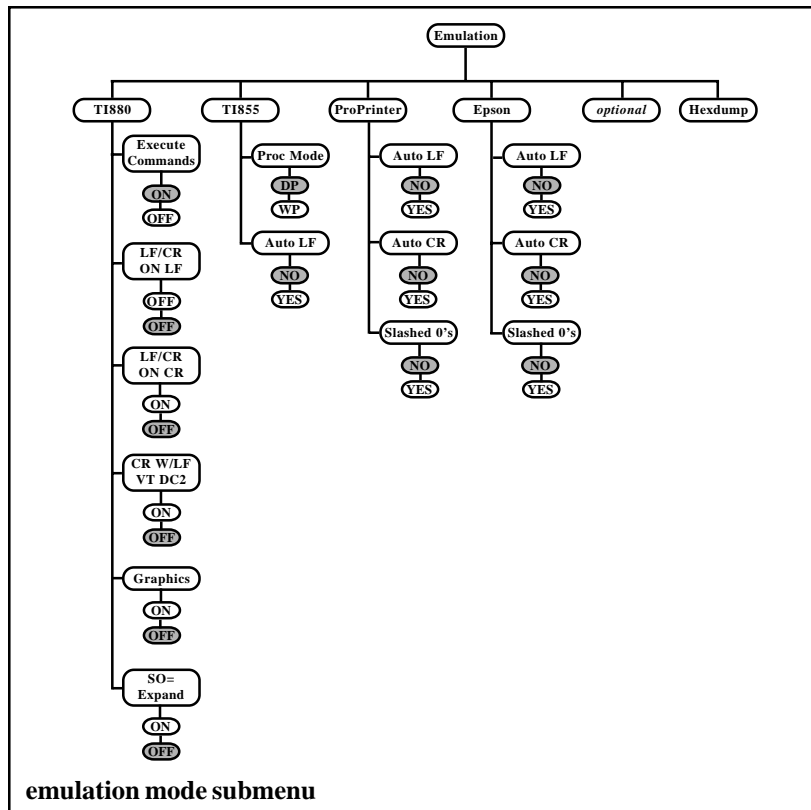 Emulation
TI880
TI855
ProPrinter
Epson
optional
Hexdump
Execute
Commands
ON
OFF
LF/CR
ON LF
OFF
OFF
LF/CR
ON CR
ON
OFF
CR W/LF
VT DC2
ON
OFF
Graphics
ON
OFF
SO=
Expand
ON
OFF
Proc Mode
DP
WP
Auto LF
NO
YES
Auto LF
NO
YES
Auto CR
NO
YES
Slashed 0's
NO
YES
Auto LF
NO
YES
Auto CR
NO
YES
Slashed 0's
NO
YES
emulation mode submenu